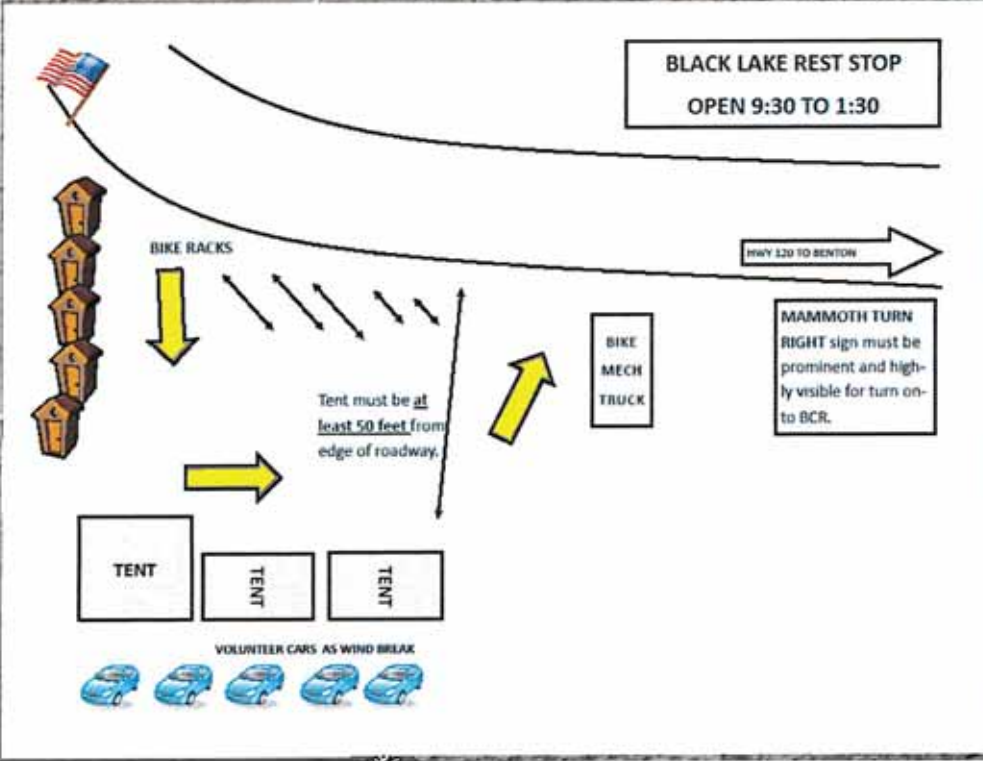 BLACK LAKE REST STOP
OPEN 9:30 TO 1:30
BIKE RACKS
HWY 120 TO BENTON
MAMMOTH TURN
RIGHT sign must be
prominent and high-
ly visible for turn on-
to BCR.
BIKE
MECH
TRUCK
Tent must be at
least 50 feet from
edge of roadway.
TENT
TENT
TENT
VOLUNTEER CARS AS WIND BREAK